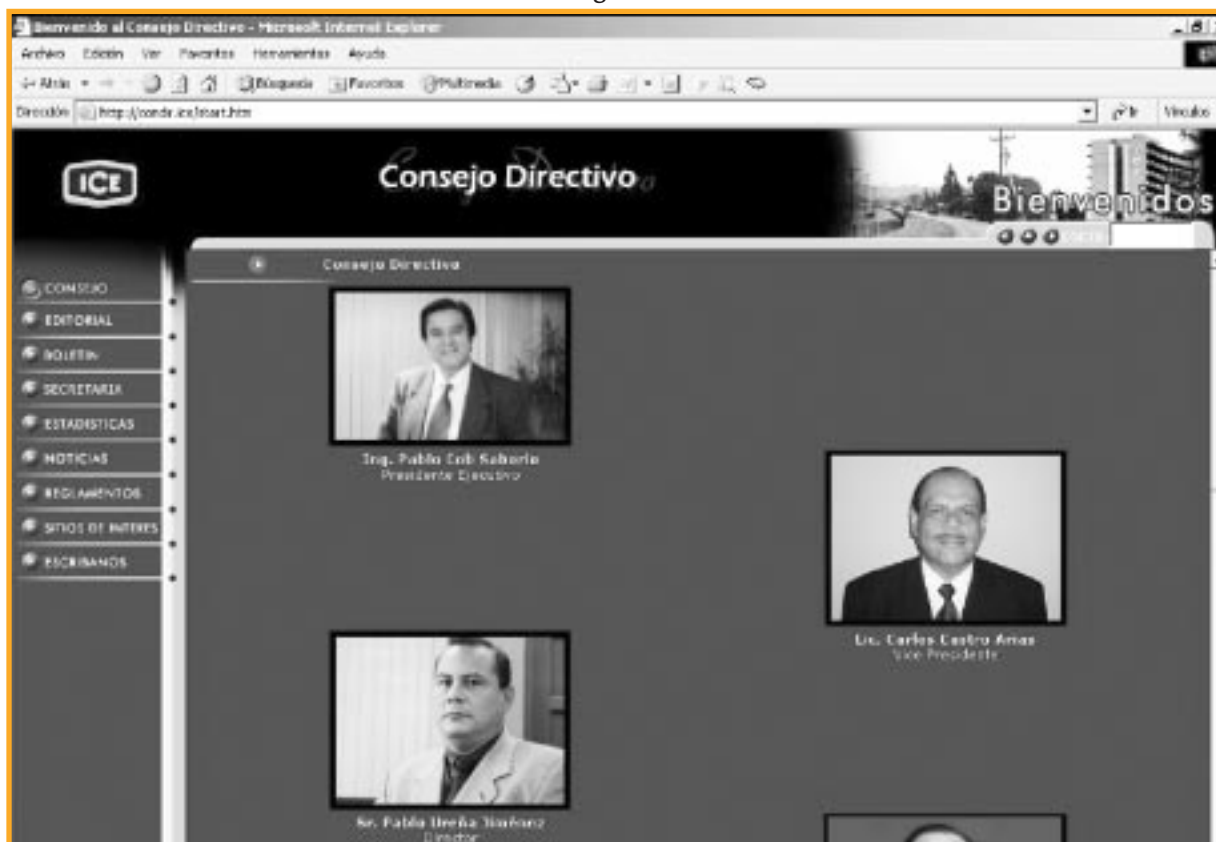 Bienvenido al Consejo Directivo - Microsoft Internet Explorer
Archivo Edición Ver Favoritos Herramientas Ayuda
Atrás Búsqueda Favoritos Multimedia
Dirección Ir Vínculos
ICE
Consejo Directivo
Bienvenidos
Consejo Directivo
CONSEJO
EDITORIAL
BOLETIN
SECRETARIA
ESTADISTICAS
NOTICIAS
REGLAMENTOS
SITIOS DE INTERES
ESCRIBANOS
Ing. Pablo Cob Saborío
Presidente Ejecutivo
Lic. Carlos Castro Arias
Vice Presidente
Sr. Pablo Ureña Jiménez
Director